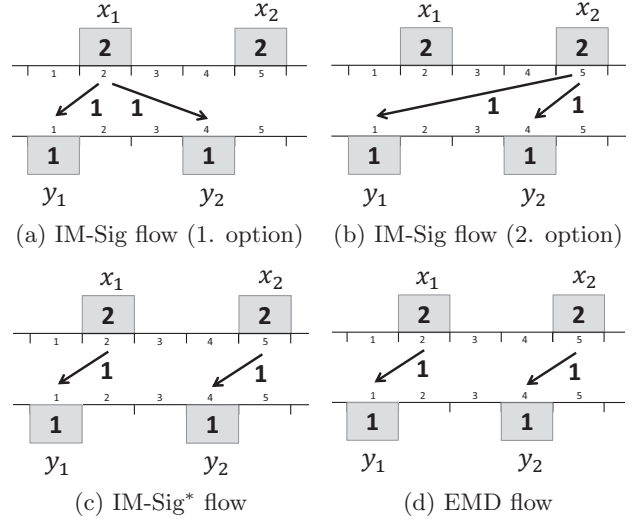 x₁ x₂ x₁ x₂
2 2 2 2
1 2 3 4 5 1 2 3 4 5
1 1 1 1
1 2 3 4 5 1 2 3 4 5
1 1 1 1
y₁ y₂ y₁ y₂
(a) IM-Sig flow (1. option) (b) IM-Sig flow (2. option)
x₁ x₂ x₁ x₂
2 2 2 2
1 2 3 4 5 1 2 3 4 5
1 1 1 1
1 2 3 4 5 1 2 3 4 5
1 1 1 1
y₁ y₂ y₁ y₂
(c) IM-Sig* flow (d) EMD flow